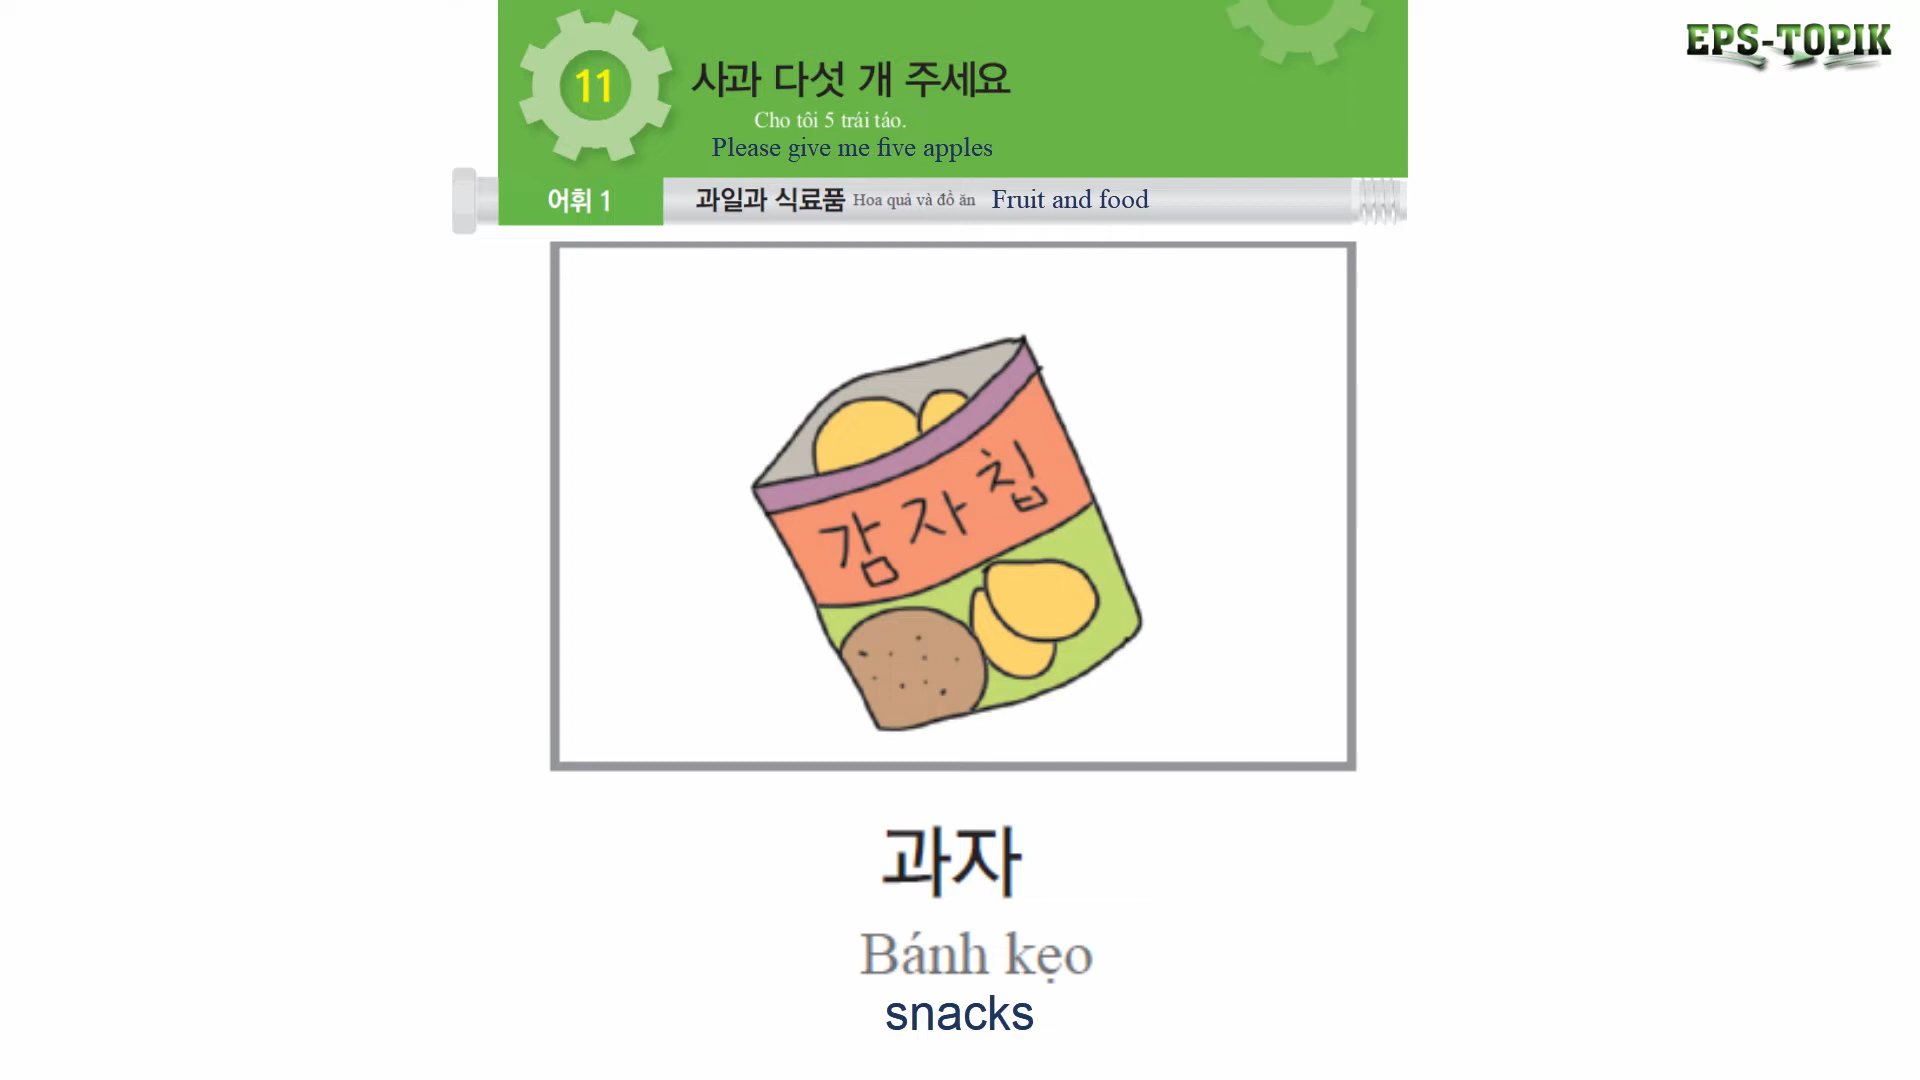 EPS-TOPIK
11
사과 다섯 개 주세요
Cho tôi 5 trái táo.
Please give me five apples
어휘 1
과일과 식료품 Hoa quả và đồ ăn Fruit and food
감자칩
과자
Bánh kẹo
snacks